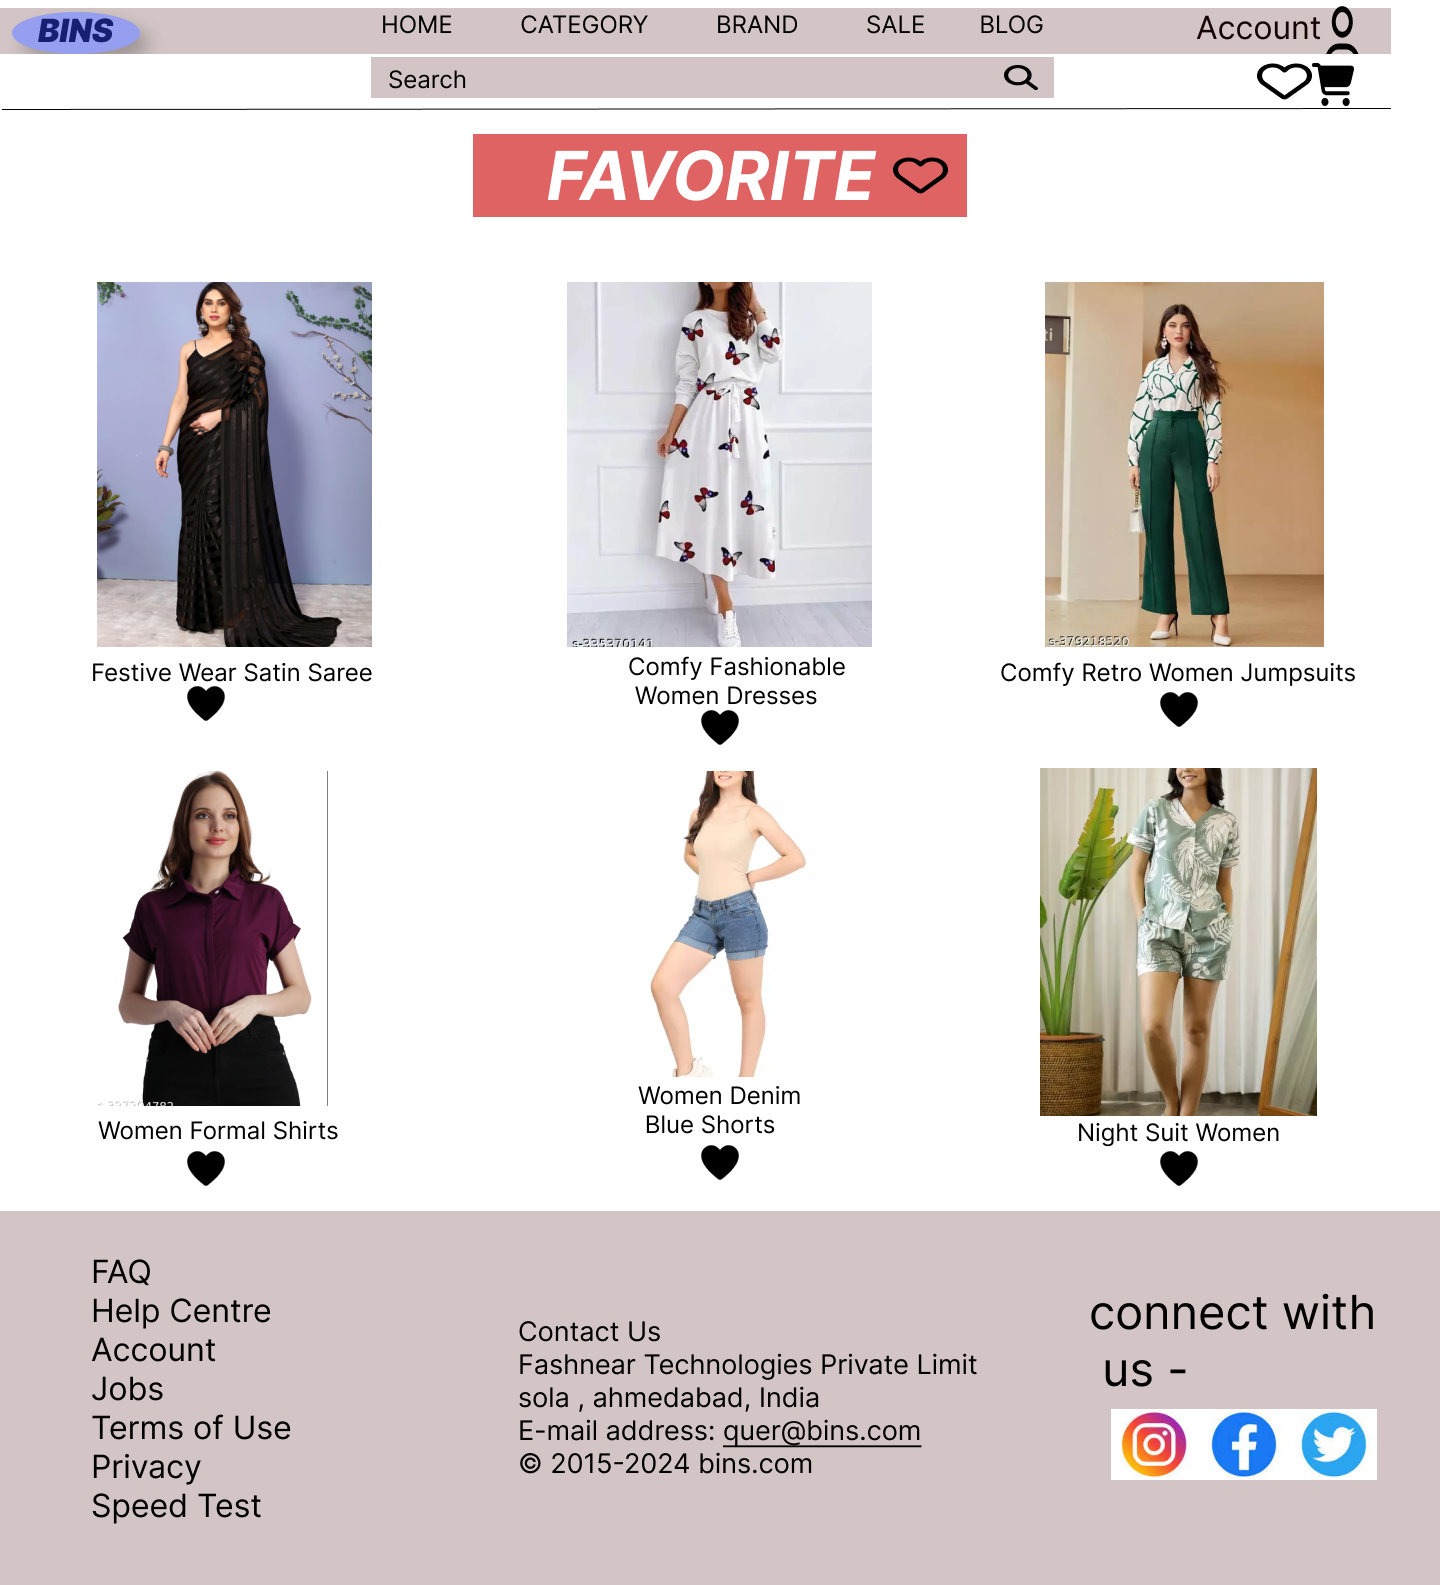 BINS
HOME CATEGORY BRAND SALE BLOG
Account
Search
FAVORITE
ti
s-335370141
s-379218520
Festive Wear Satin Saree
Comfy Fashionable
Women Dresses
Comfy Retro Women Jumpsuits
Women Formal Shirts
Women Denim
Blue Shorts
Night Suit Women
FAQ
Help Centre
Account
Jobs
Terms of Use
Privacy
Speed Test
Contact Us
Fashnear Technologies Private Limit
sola , ahmedabad, India
E-mail address: quer@bins.com
© 2015-2024 bins.com
connect with
us -